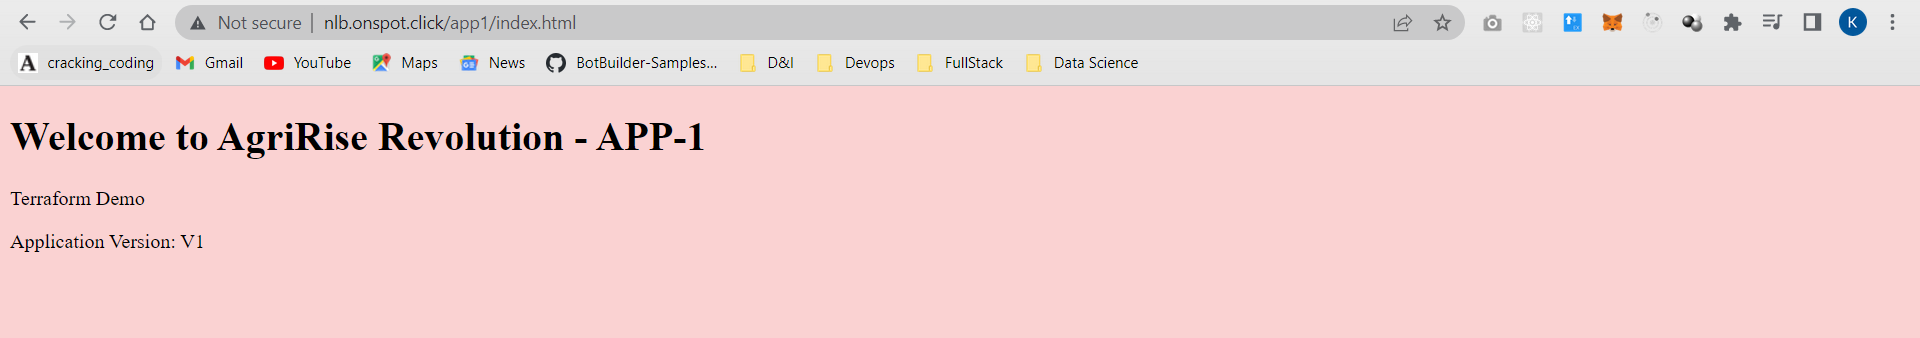 Not secure | nlb.onspot.click/app1/index.html K
A cracking_coding Gmail YouTube Maps News BotBuilder-Samples... D&I Devops FullStack Data Science
Welcome to AgriRise Revolution - APP-1
Terraform Demo
Application Version: V1